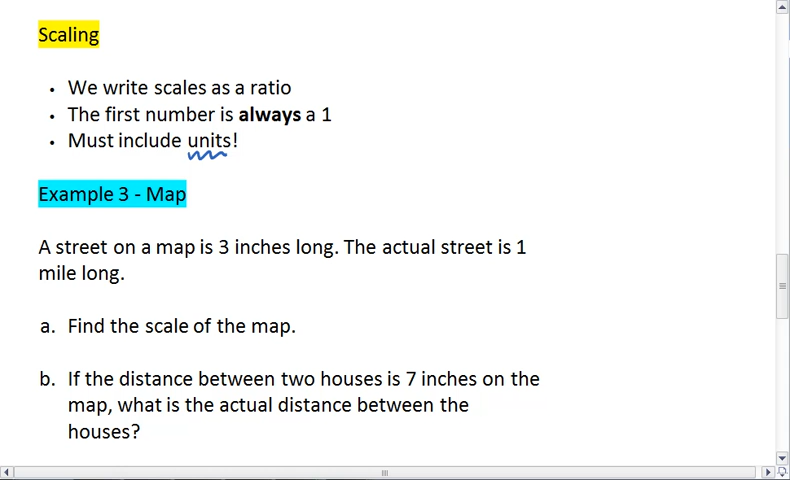 Scaling
• We write scales as a ratio
• The first number is always a 1
• Must include units!
Example 3 - Map
A street on a map is 3 inches long. The actual street is 1
mile long.
a. Find the scale of the map.
b. If the distance between two houses is 7 inches on the
map, what is the actual distance between the
houses?